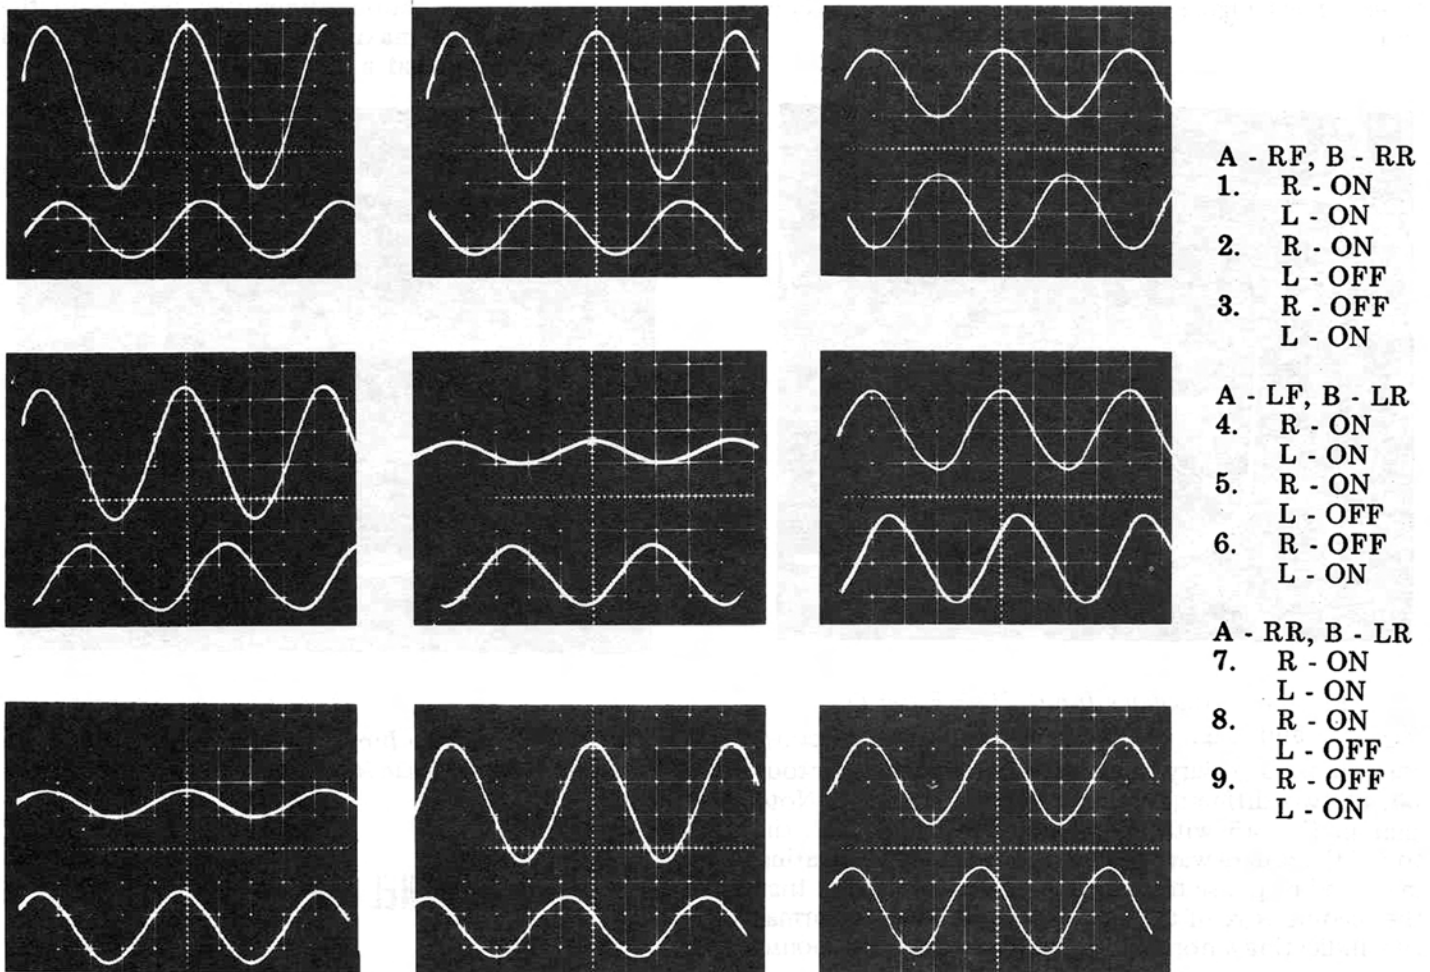 A - RF, B - RR
1. R - ON
L - ON
2. R - ON
L - OFF
3. R - OFF
L - ON
A - LF, B - LR
4. R - ON
L - ON
5. R - ON
L - OFF
6. R - OFF
L - ON
A - RR, B - LR
7. R - ON
L - ON
8. R - ON
L - OFF
9. R - OFF
L - ON